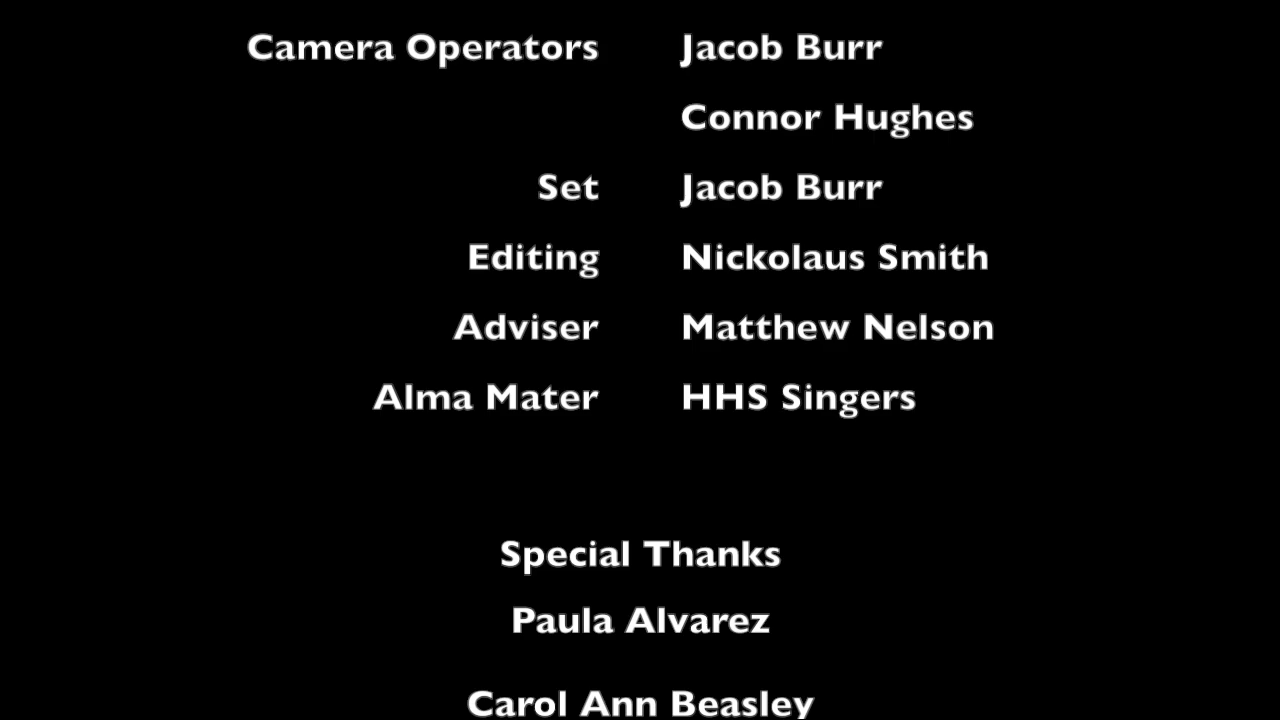 Camera Operators Jacob Burr
Connor Hughes
Set Jacob Burr
Editing Nickolaus Smith
Adviser Matthew Nelson
Alma Mater HHS Singers
Special Thanks
Paula Alvarez
Carol Ann Beasley